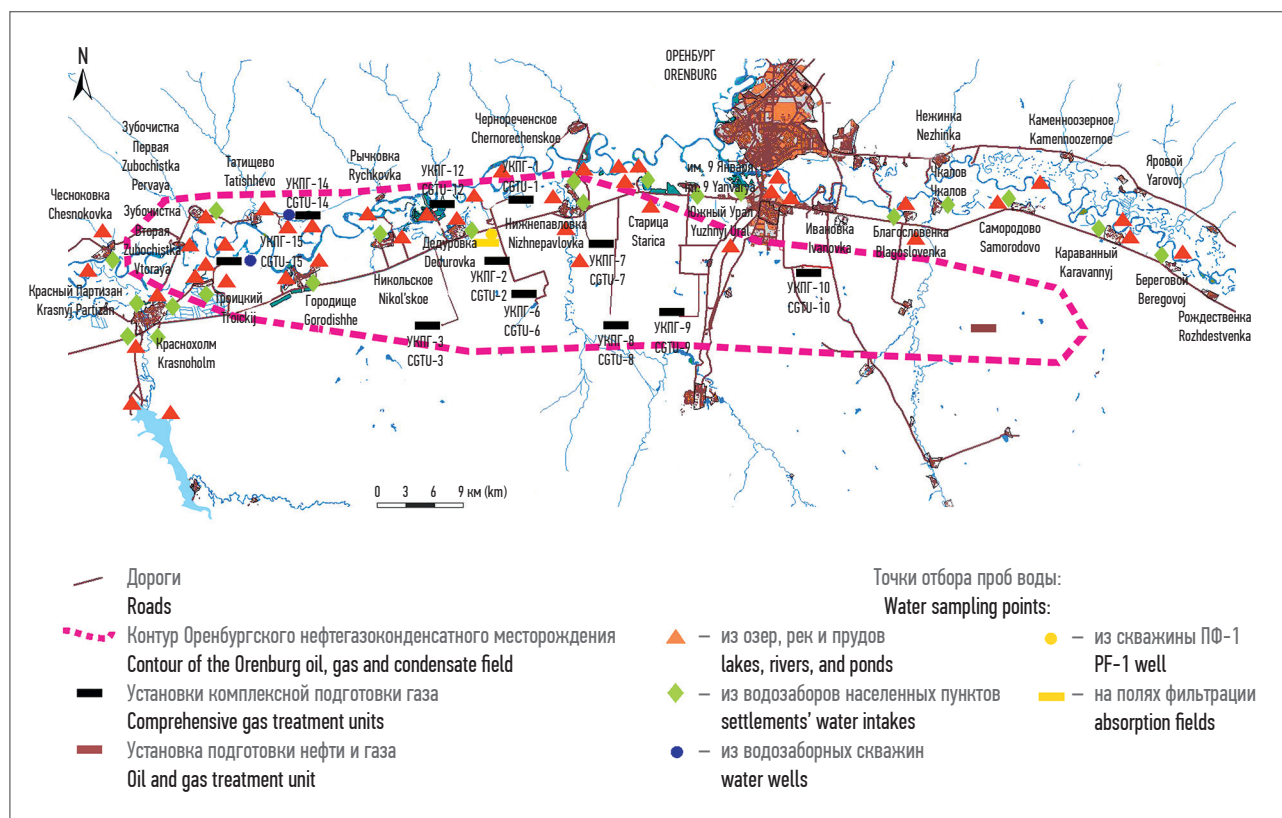 N
ОРЕНБУРГ
ORENBURG
Зубочистка
Первая
Zubochistka
Pervaya
Татищево
Tatishhevo
Рычковка
Rychkovka
Чернореченское
Chernorechenskoe
Нежинка
Nezhinka
Чкалов
Чкалов
Каменноозерное
Kamennoozernoe
Яровой
Yarovoj
Чесноковка
Chesnokovka
Зубочистка
Вторая
Zubochistka
Vtoraya
УКПГ-14
CGTU-14
УКПГ-15
CGTU-15
УКПГ-12
CGTU-12
УКПГ-1
CGTU-1
им. 9 Января
im. 9 Yanvarya
Южный Урал
Yuzhnyj Ural
Старица
Starica
Нижнепавловка
Nizhnepavlovka
Дедуровка
Dedurovka
Ивановка
Ivanovka
Благословенка
Blagoslovenka
Самородово
Samorodovo
Караванный
Karavannyj
Береговой
Beregovoj
Рождественка
Rozhdestvenka
Красный Партизан
Krasnyj Partizan
Троицкий
Troickij
Городище
Gorodishhe
Никольское
Nikol'skoe
Краснохолм
Krasnoholm
УКПГ-2
CGTU-2
УКПГ-6
CGTU-6
УКПГ-7
CGTU-7
УКПГ-10
CGTU-10
УКПГ-3
CGTU-3
УКПГ-8
CGTU-8
УКПГ-9
CGTU-9
0 3 6 9 км (km)
Дороги
Roads
Контур Оренбургского нефтегазоконденсатного месторождения
Contour of the Orenburg oil, gas and condensate field
Установки комплексной подготовки газа
Comprehensive gas treatment units
Установка подготовки нефти и газа
Oil and gas treatment unit
Точки отбора проб воды:
Water sampling points:
– из озер, рек и прудов
lakes, rivers, and ponds
– из водозаборов населенных пунктов
settlements' water intakes
– из водозаборных скважин
water wells
– из скважины ПФ-1
PF-1 well
– на полях фильтрации
absorption fields